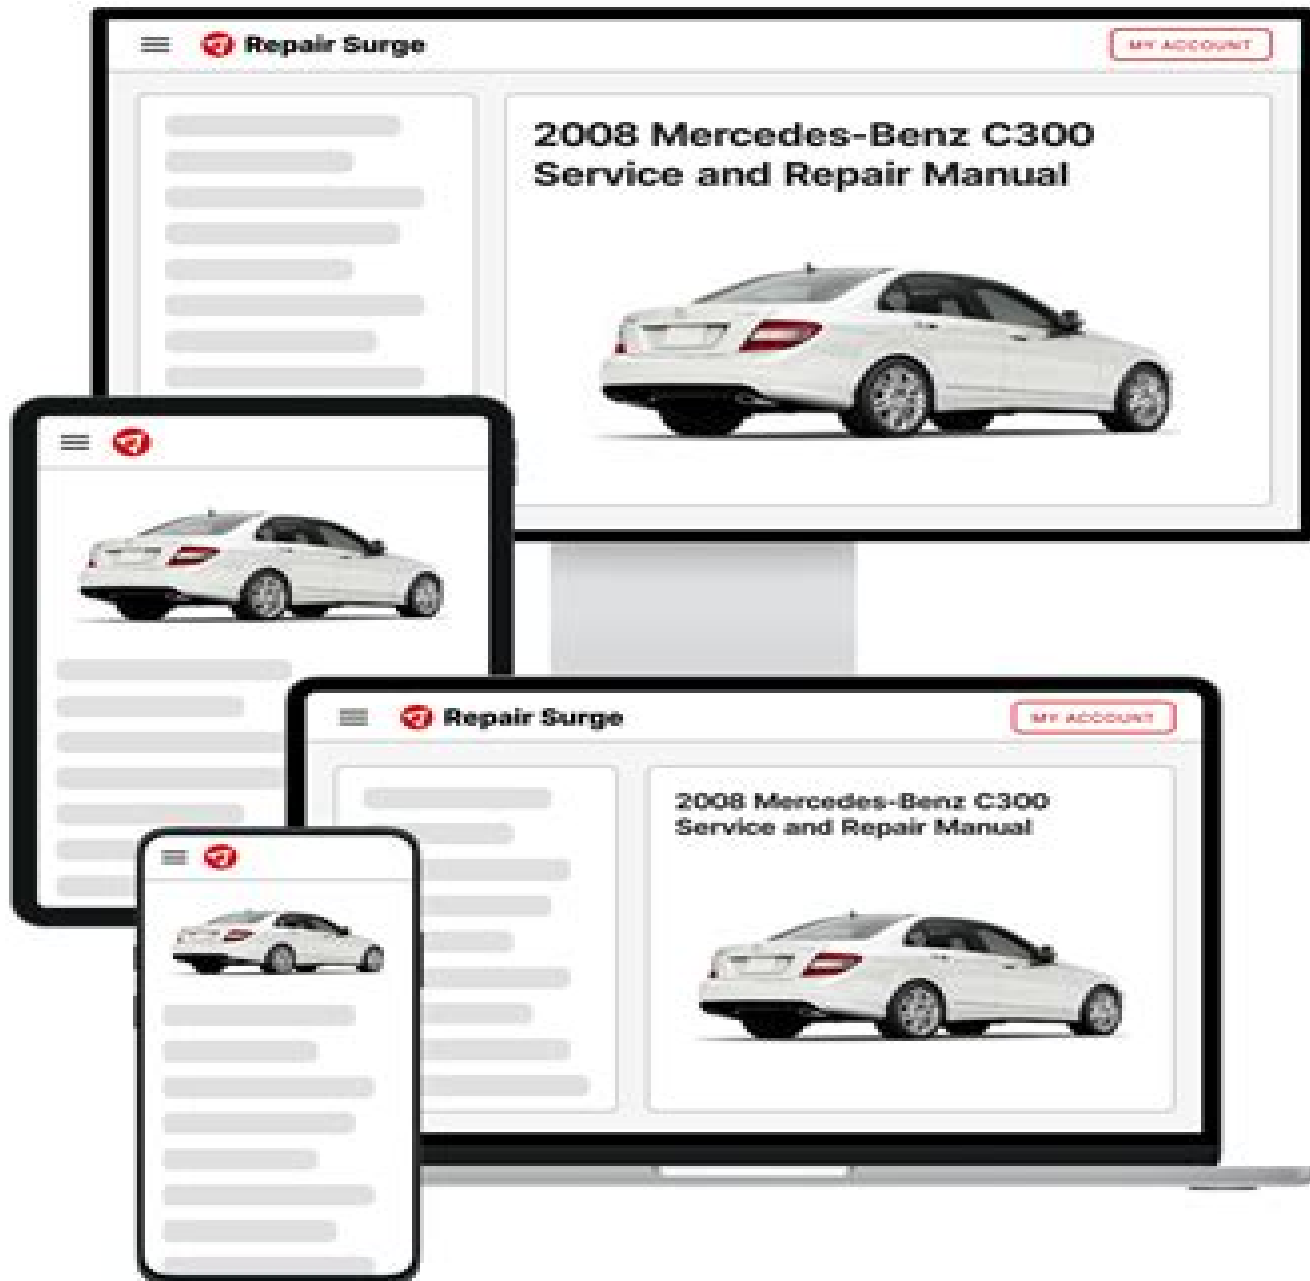 Repair Surge
MY ACCOUNT
2008 Mercedes-Benz C300
Service and Repair Manual
Repair Surge
MY ACCOUNT
2008 Mercedes-Benz C300
Service and Repair Manual